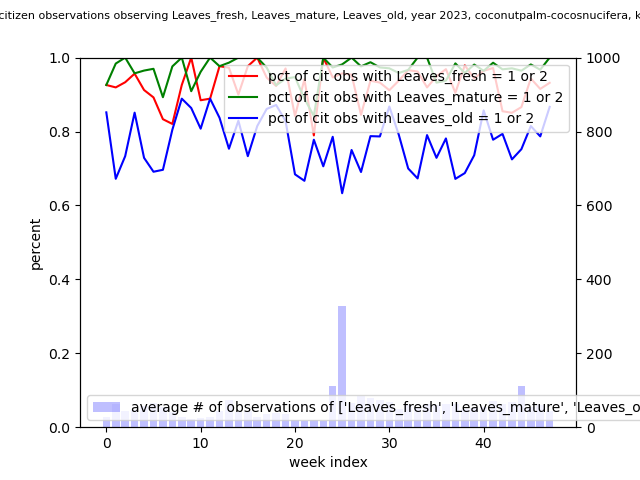 citizen observations observing Leaves_fresh, Leaves_mature, Leaves_old, year 2023, coconutpalm-cocosnucifera, k
1.0
0.8
0.6
0.4
0.2
0.0
percent
1000
800
600
400
200
0
pct of cit obs with Leaves_fresh = 1 or 2
pct of cit obs with Leaves_mature = 1 or 2
pct of cit obs with Leaves_old = 1 or 2
average # of observations of ['Leaves_fresh', 'Leaves_mature', 'Leaves_o
0 10 20 30 40
week index